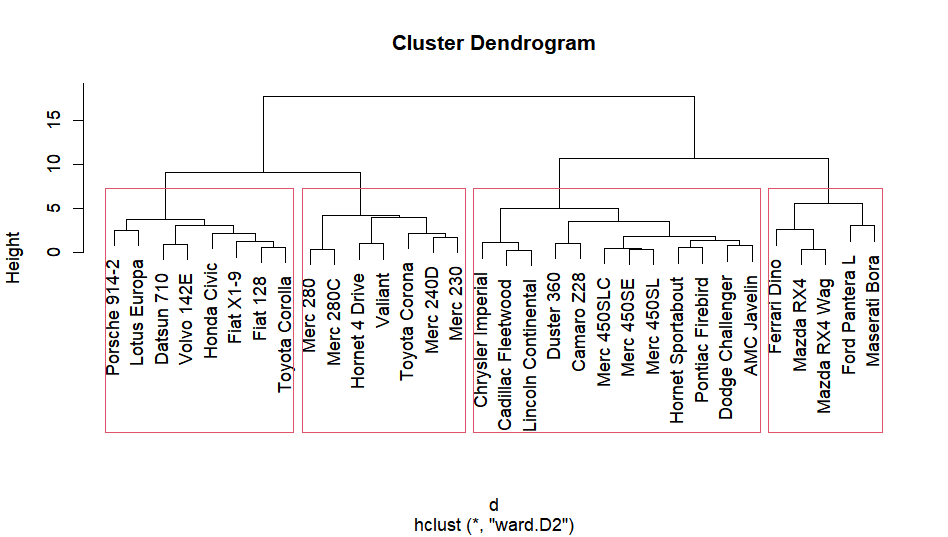 Cluster Dendrogram
Height
15
10
5
0
Porsche 914-2
Lotus Europa
Datsun 710
Volvo 142E
Honda Civic
Fiat X1-9
Fiat 128
Toyota Corolla
Merc 280
Merc 280C
Hornet 4 Drive
Valiant
Toyota Corona
Merc 240D
Merc 230
Chrysler Imperial
Cadillac Fleetwood
Lincoln Continental
Duster 360
Camaro Z28
Merc 450SLC
Merc 450SE
Merc 450SL
Hornet Sportabout
Pontiac Firebird
Dodge Challenger
AMC Javelin
Ferrari Dino
Mazda RX4
Mazda RX4 Wag
Ford Pantera L
Maserati Bora
d
hclust (*, "ward.D2")